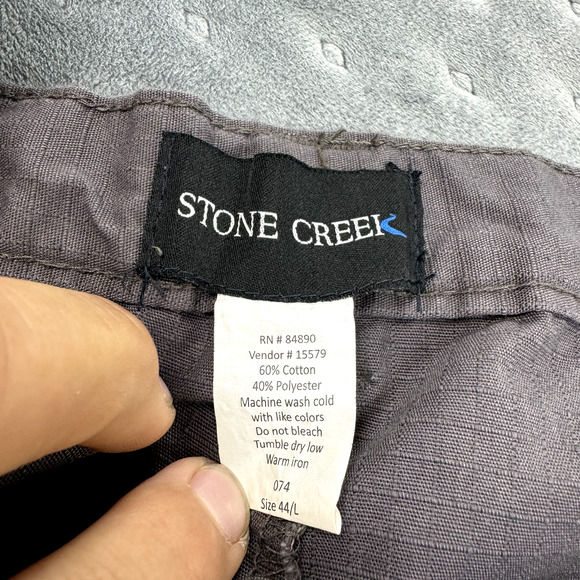 STONE CREEK
RN # 84890
Vendor # 15579
60% Cotton
40% Polyester
Machine wash cold
with like colors
Do not bleach
Tumble dry low
Warm iron
074
Size 44/L